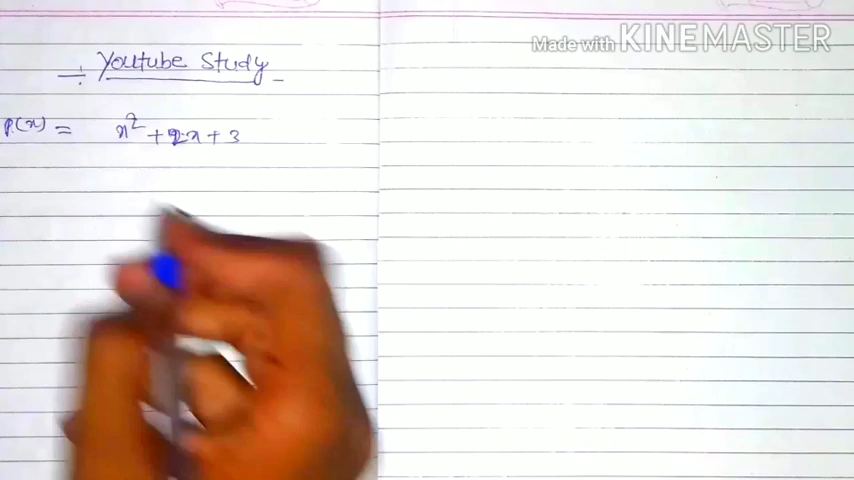 Made with KINEMASTER
Youtube Study
P(x) = x² + 2x + 3